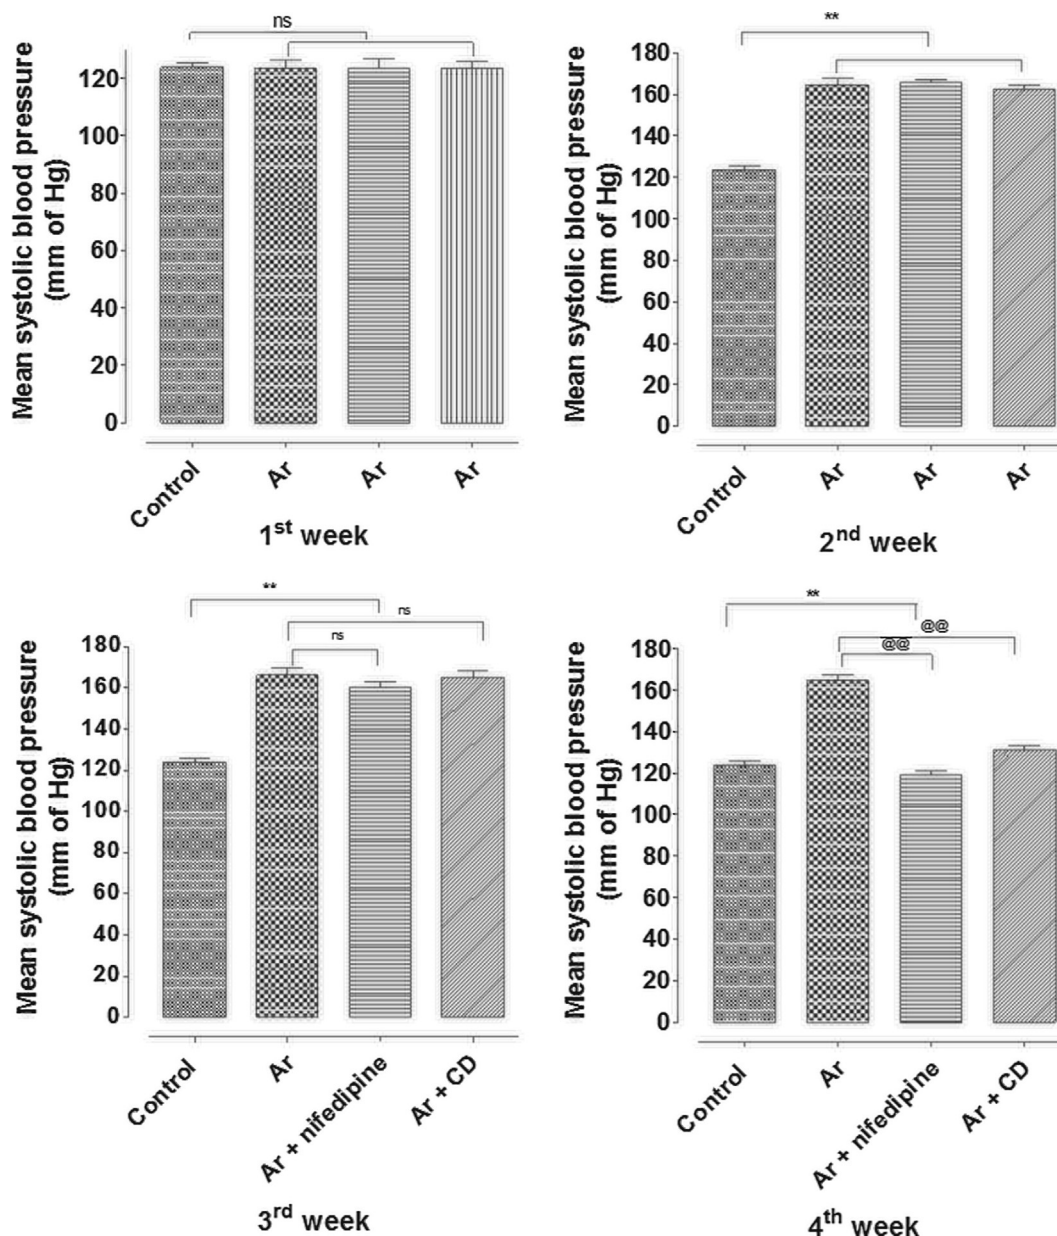 ns
Mean systolic blood pressure
(mm of Hg)
120
100
80
60
40
20
0
Control
Ar
Ar
Ar
1st week
**
Mean systolic blood pressure
(mm of Hg)
180
160
140
120
100
80
60
40
20
0
Control
Ar
Ar
Ar
2nd week
**
ns
ns
Mean systolic blood pressure
(mm of Hg)
180
160
140
120
100
80
60
40
20
0
Control
Ar
Ar + nifedipine
Ar + CD
3rd week
**
@@
@@
Mean systolic blood pressure
(mm of Hg)
180
160
140
120
100
80
60
40
20
0
Control
Ar
Ar + nifedipine
Ar + CD
4th week